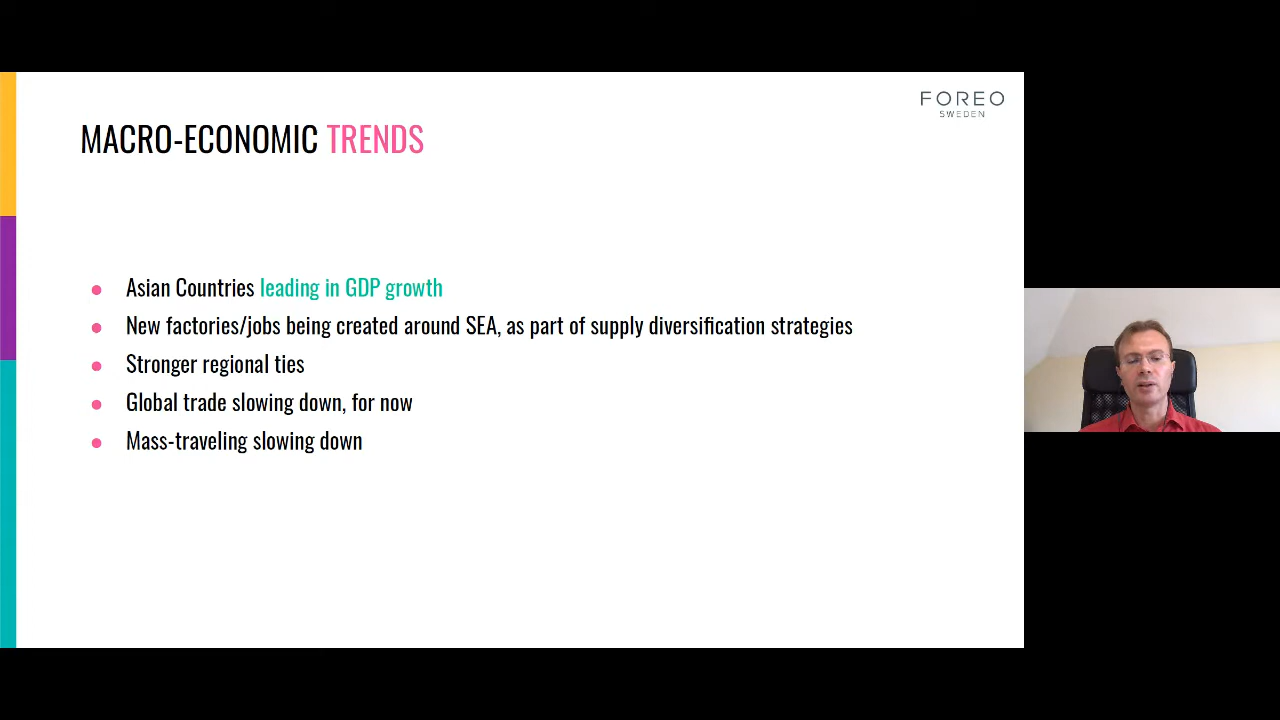 FOREO
SWEDEN
MACRO-ECONOMIC TRENDS
Asian Countries leading in GDP growth
New factories/jobs being created around SEA, as part of supply diversification strategies
Stronger regional ties
Global trade slowing down, for now
Mass-traveling slowing down